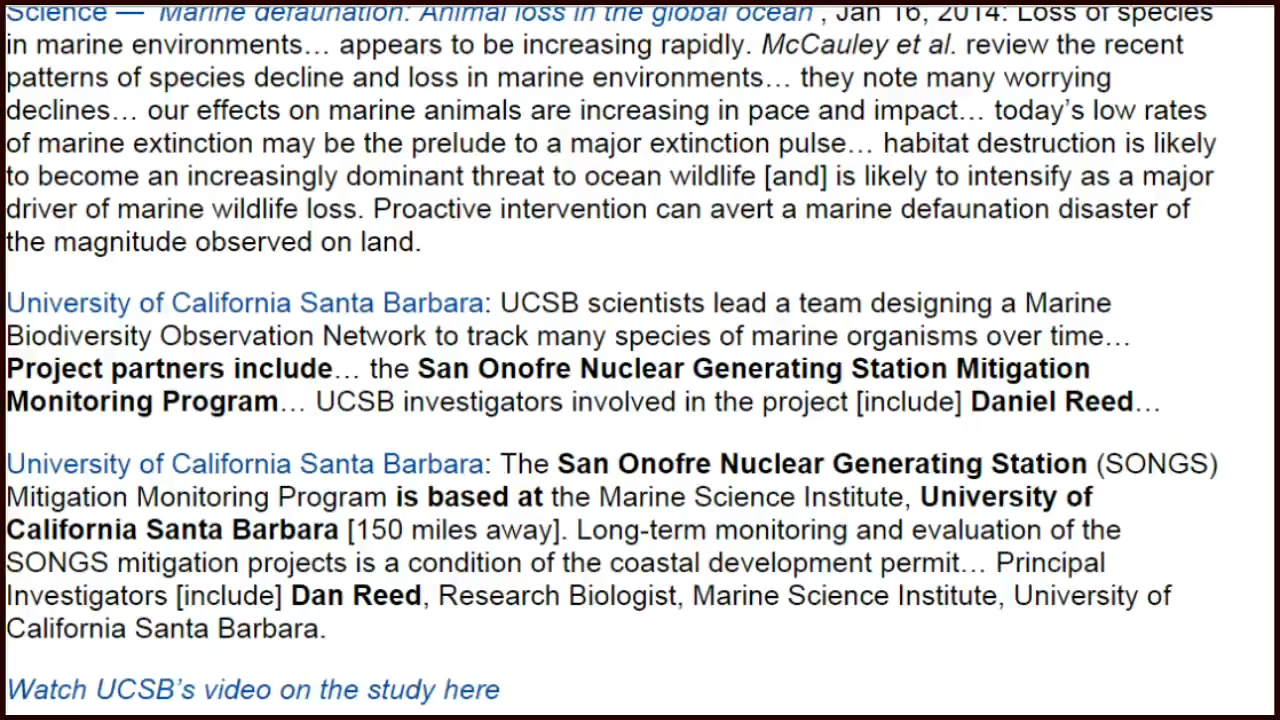 Science — Marine defaunation: Animal loss in the global ocean , Jan 16, 2014: Loss of species
in marine environments… appears to be increasing rapidly. McCauley et al. review the recent
patterns of species decline and loss in marine environments… they note many worrying
declines… our effects on marine animals are increasing in pace and impact… today’s low rates
of marine extinction may be the prelude to a major extinction pulse… habitat destruction is likely
to become an increasingly dominant threat to ocean wildlife [and] is likely to intensify as a major
driver of marine wildlife loss. Proactive intervention can avert a marine defaunation disaster of
the magnitude observed on land.
University of California Santa Barbara: UCSB scientists lead a team designing a Marine
Biodiversity Observation Network to track many species of marine organisms over time…
Project partners include… the San Onofre Nuclear Generating Station Mitigation
Monitoring Program… UCSB investigators involved in the project [include] Daniel Reed…
University of California Santa Barbara: The San Onofre Nuclear Generating Station (SONGS)
Mitigation Monitoring Program is based at the Marine Science Institute, University of
California Santa Barbara [150 miles away]. Long-term monitoring and evaluation of the
SONGS mitigation projects is a condition of the coastal development permit… Principal
Investigators [include] Dan Reed, Research Biologist, Marine Science Institute, University of
California Santa Barbara.
Watch UCSB’s video on the study here